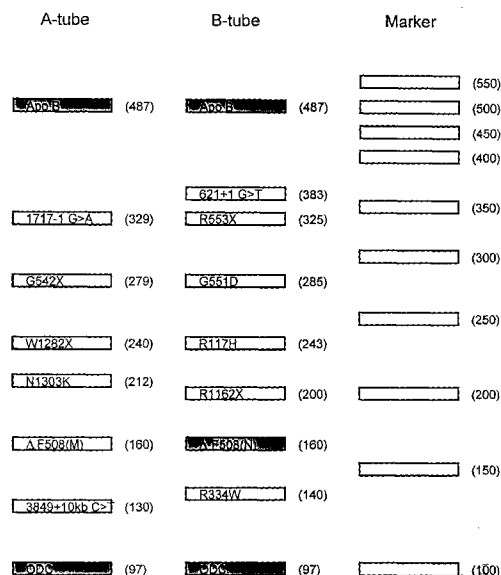 A-tube B-tube Marker
(550)
Apo B (487) Apo B (487) (500)
(450)
(400)
621+1 G>T (383)
(350)
1717-1 G>A (329) R553X (325)
(300)
G542X (279) G551D (285)
(250)
W1282X (240) R117H (243)
N1303K (212)
R1162X (200) (200)
Δ F508(M) (160) Δ F508(N) (160)
(150)
R334W (140)
3849+10kb C>T (130)
ODC (97) ODC (97) (100)